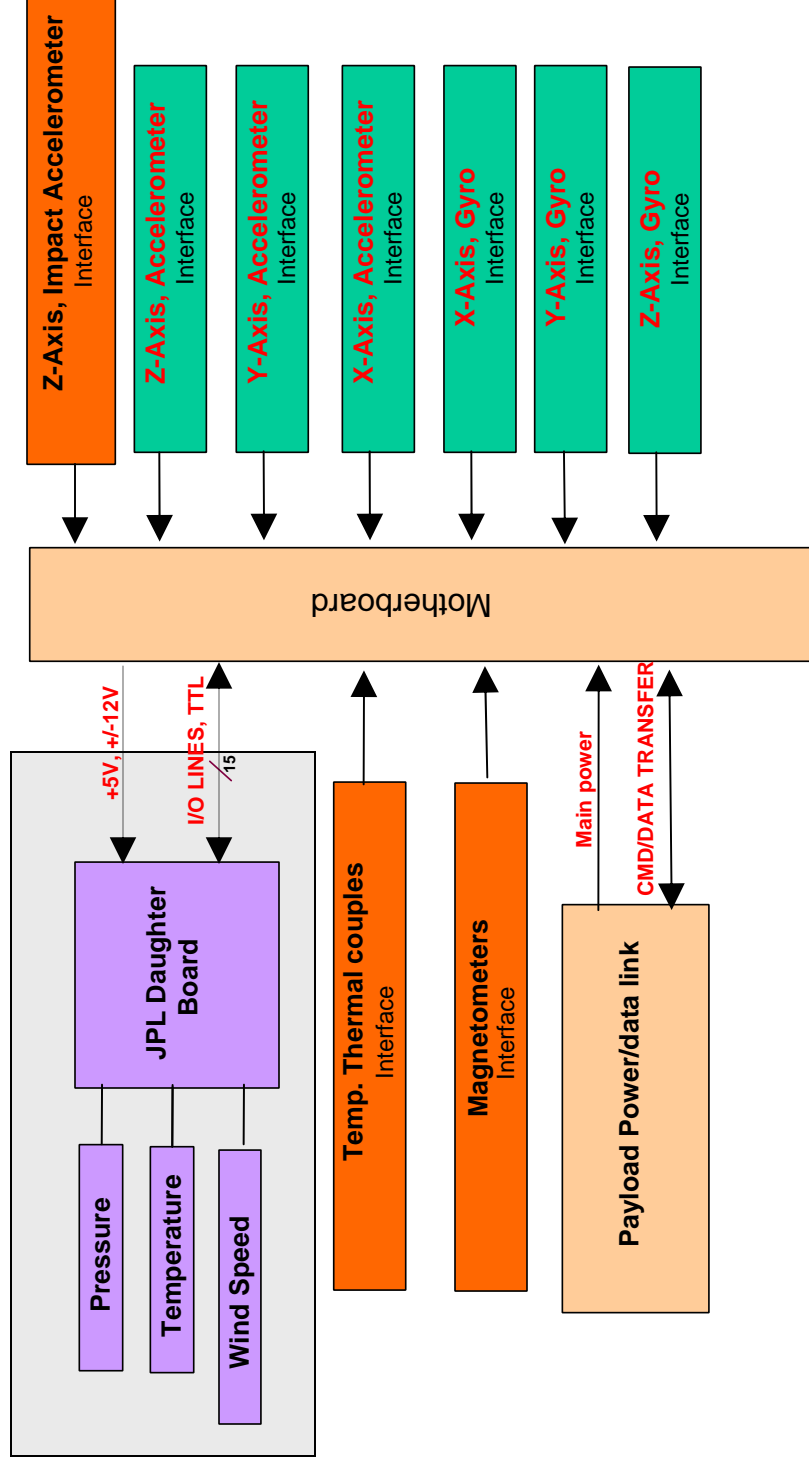 Pressure
Temperature
Wind Speed
JPL Daughter
Board
+5V, +/-12V
I/O LINES, TTL
15
Temp. Thermal couples
Interface
Magnetometers
Interface
Payload Power/data link
Main power
CMD/DATA TRANSFER
Motherboard
Z-Axis, Impact Accelerometer
Interface
Z-Axis, Accelerometer
Interface
Y-Axis, Accelerometer
Interface
X-Axis, Accelerometer
Interface
X-Axis, Gyro
Interface
Y-Axis, Gyro
Interface
Z-Axis, Gyro
Interface